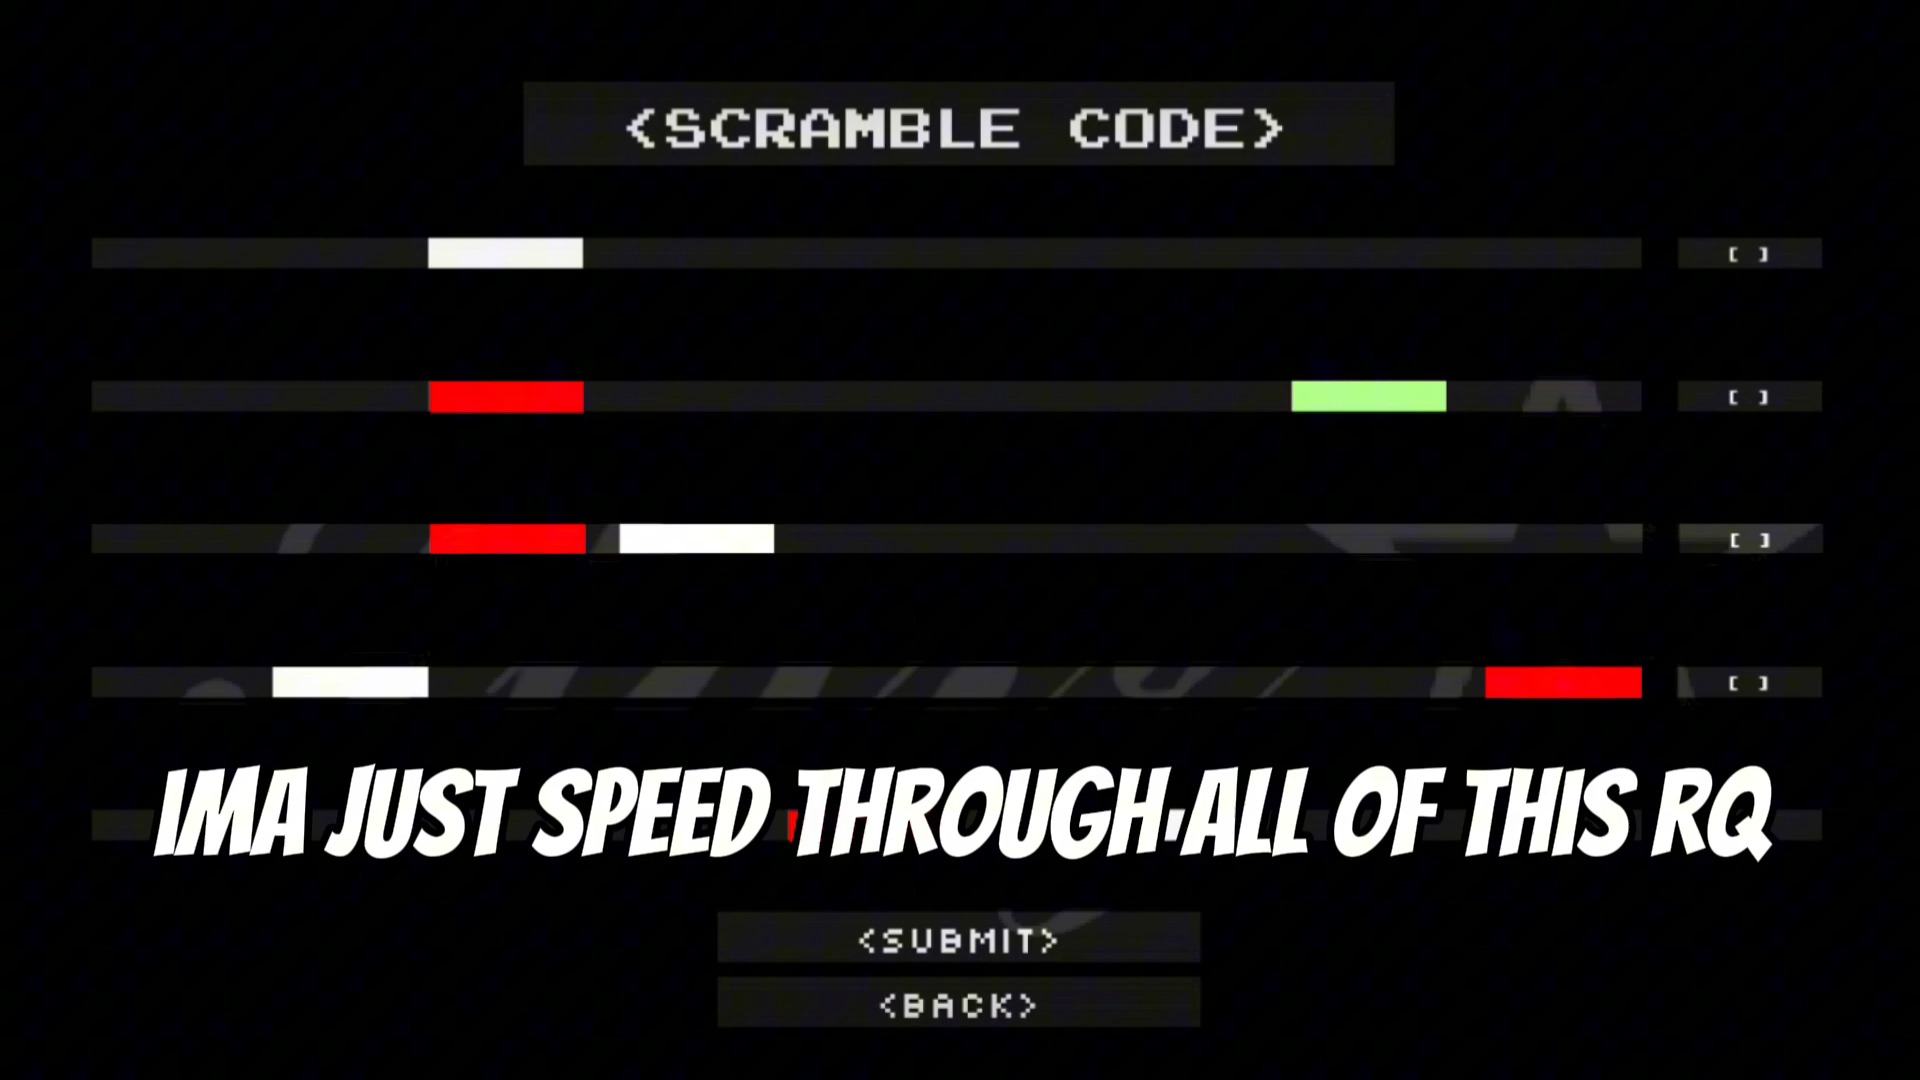 <SCRAMBLE CODE>
[ ]
[ ]
[ ]
[ ]
IMA JUST SPEED THROUGH ALL OF THIS RQ
<SUBMIT>
<BACK>